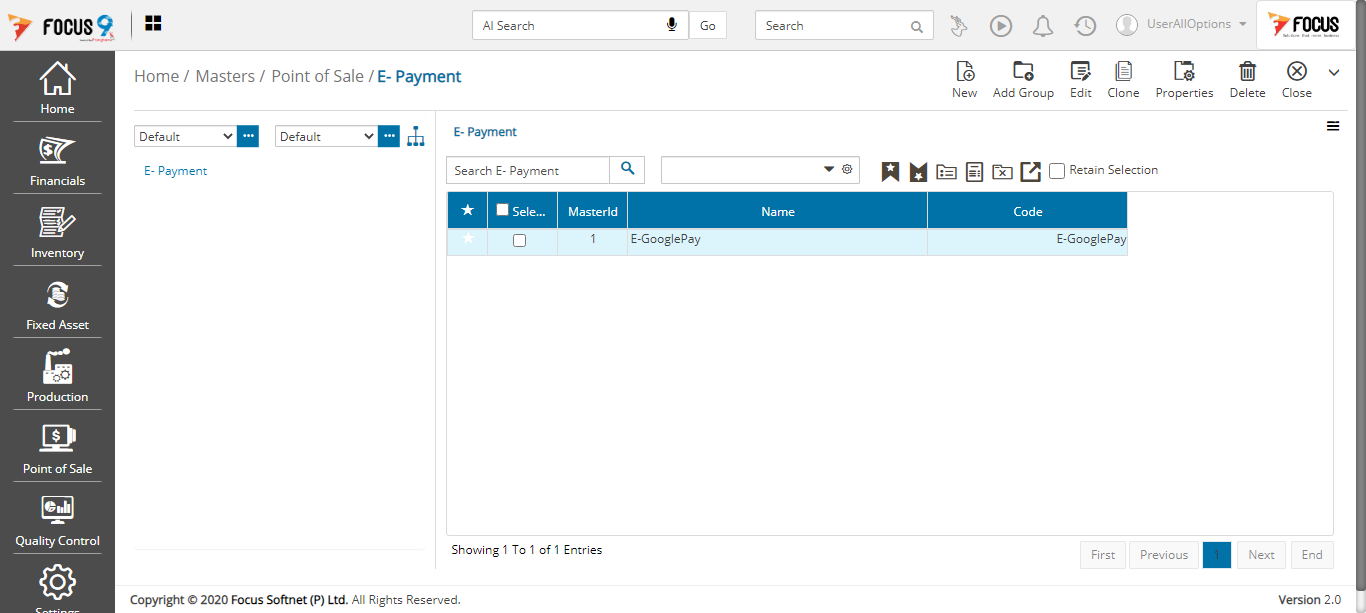 FOCUS 9
AI Search
Go
Search
UserAllOptions
FOCUS
Home
Financials
Inventory
Fixed Asset
Production
Point of Sale
Quality Control
Settings
Home / Masters / Point of Sale / E- Payment
New
Add Group
Edit
Clone
Properties
Delete
Close
Default
Default
E- Payment
E- Payment
Search E- Payment
Retain Selection
Sele... MasterId Name Code
1 E-GooglePay E-GooglePay
Showing 1 To 1 of 1 Entries
First Previous 1 Next End
Copyright © 2020 Focus Softnet (P) Ltd. All Rights Reserved.
Version 2.0